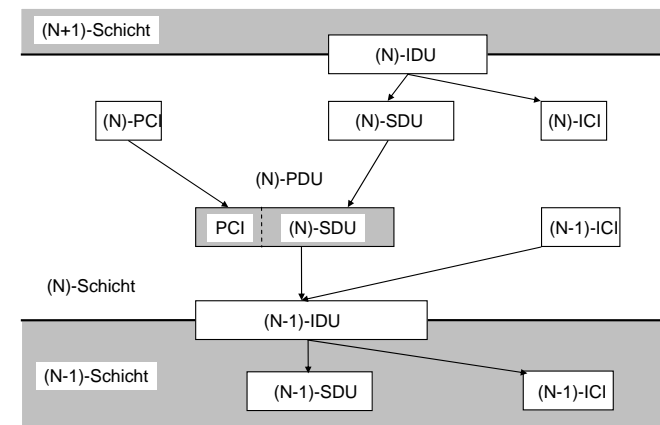 (N+1)-Schicht
(N)-IDU
(N)-PCI
(N)-SDU
(N)-ICI
(N)-PDU
PCI
(N)-SDU
(N-1)-ICI
(N)-Schicht
(N-1)-IDU
(N-1)-Schicht
(N-1)-SDU
(N-1)-ICI